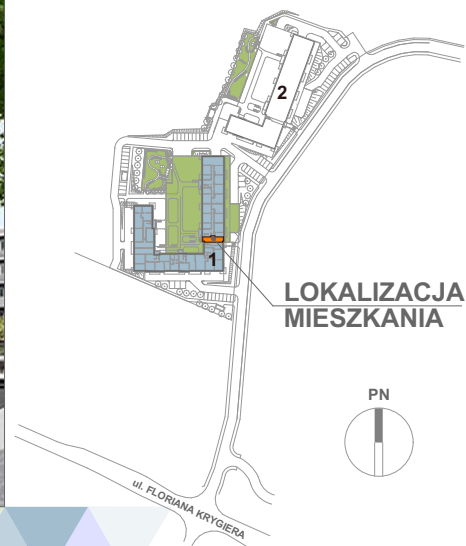 2
1
LOKALIZACJA
MIESZKANIA
PN
ul. FLORIANA KRYGIERA